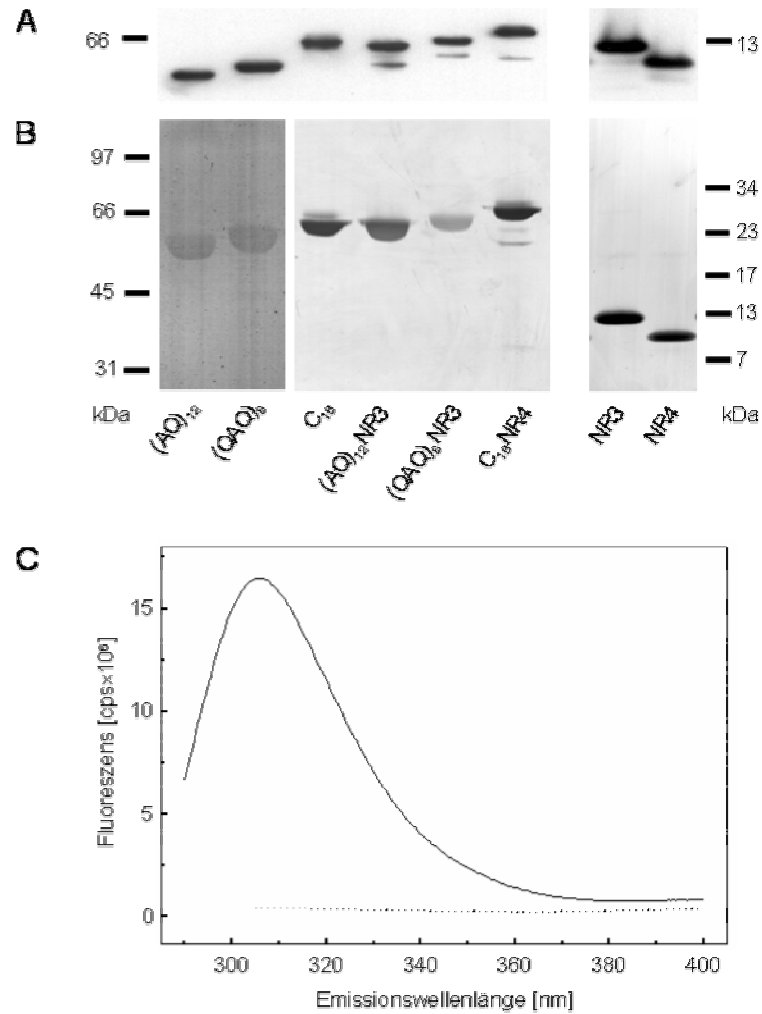 A
66
13
B
97
66
45
31
kDa
34
23
17
13
7
kDa
(AQ)₁₂
(QAQ)₈
C₁₆
(AQ)₁₂NR3
(QAQ)₈NR3
C₁₆NR4
NR3
NR4
C
Fluoreszens [cps×10⁶]
15
10
5
0
300 320 340 360 380 400
Emissionswellenlänge [nm]